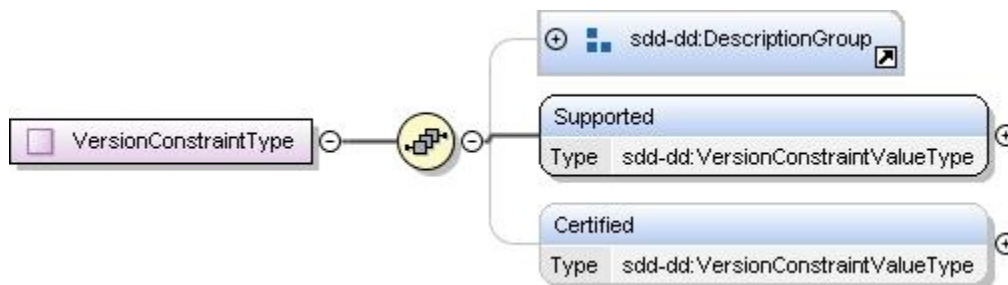 sdd-dd:DescriptionGroup
VersionConstraintType
Supported
Type sdd-dd:VersionConstraintValueType
Certified
Type sdd-dd:VersionConstraintValueType